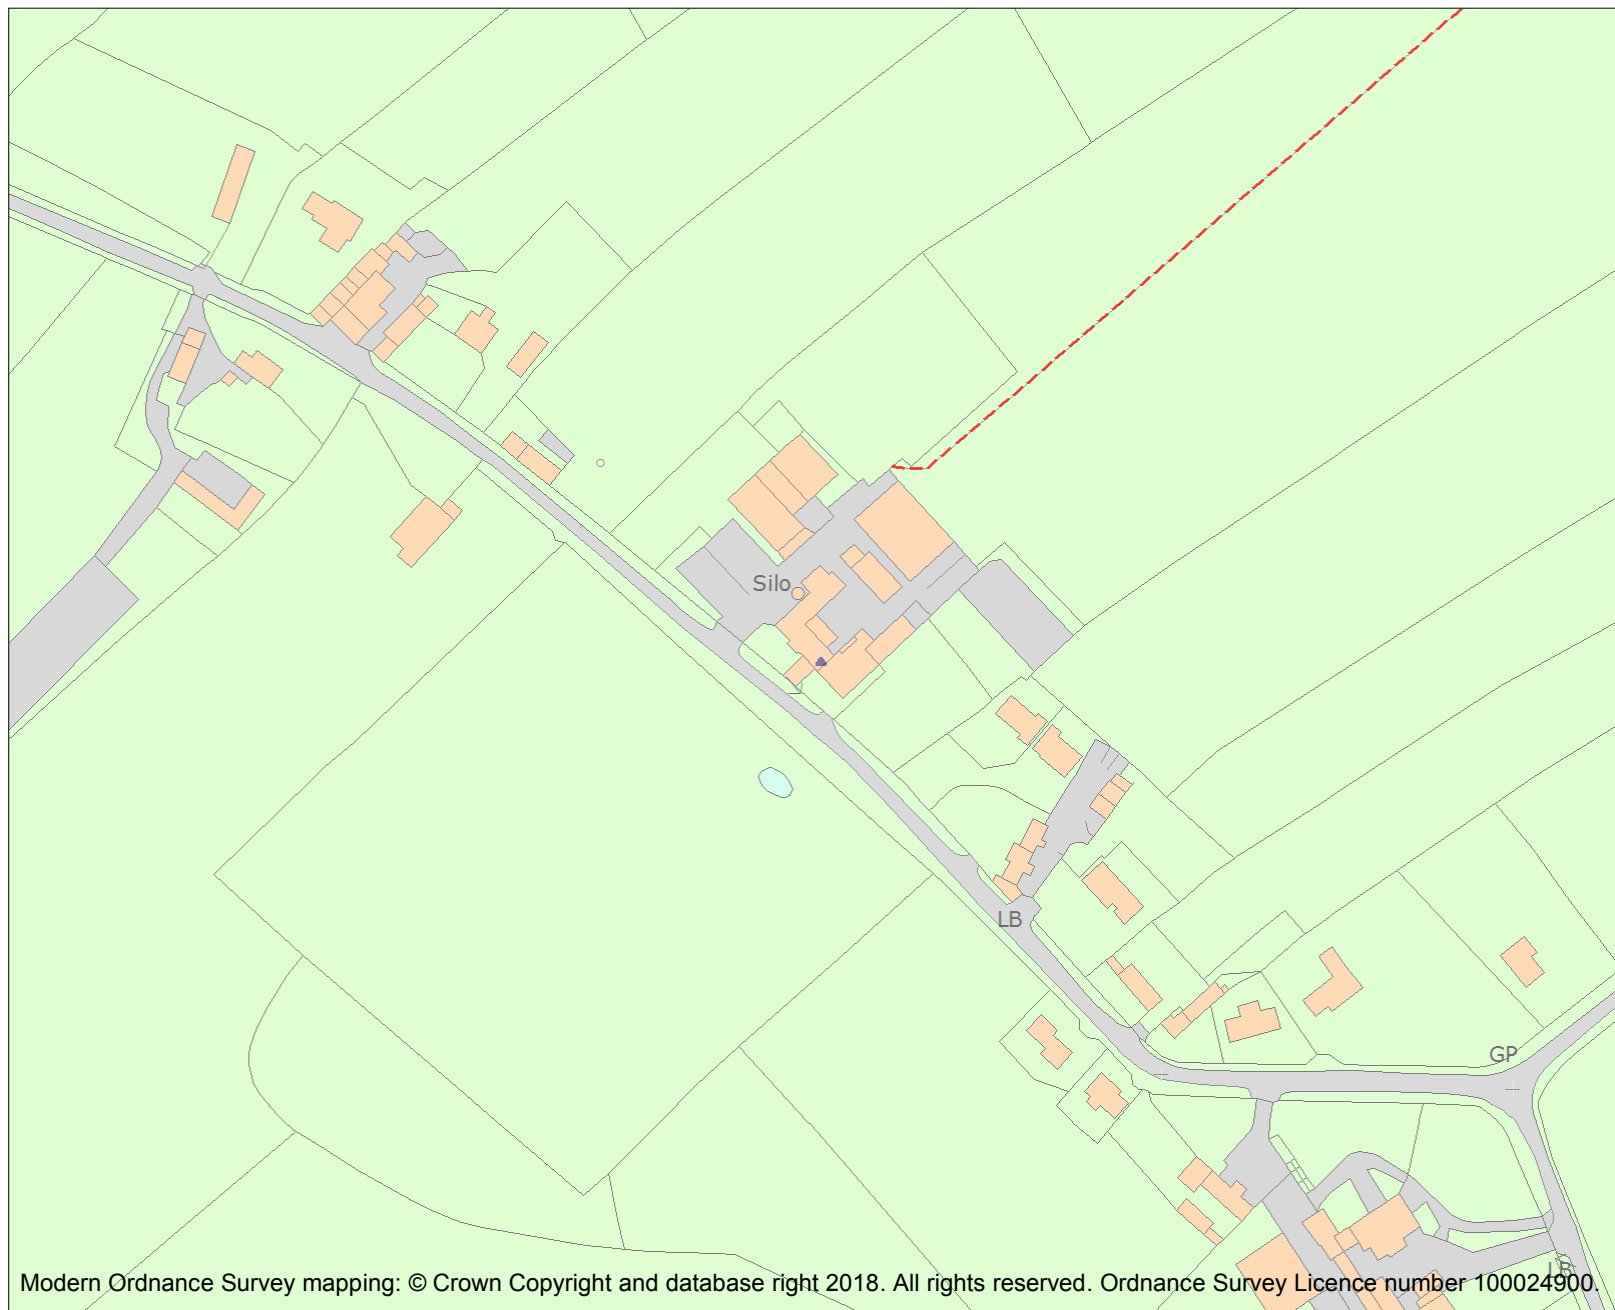 Silo
LB
GP
LB
Modern Ordnance Survey mapping: © Crown Copyright and database right 2018. All rights reserved. Ordnance Survey Licence number 100024900.